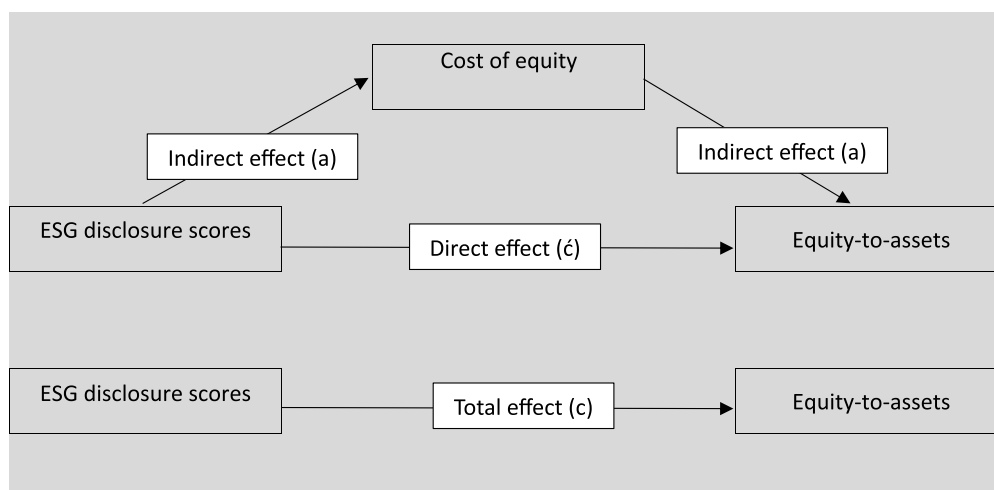 Cost of equity
Indirect effect (a)
Indirect effect (a)
ESG disclosure scores
Direct effect (ć)
Equity-to-assets
ESG disclosure scores
Total effect (c)
Equity-to-assets